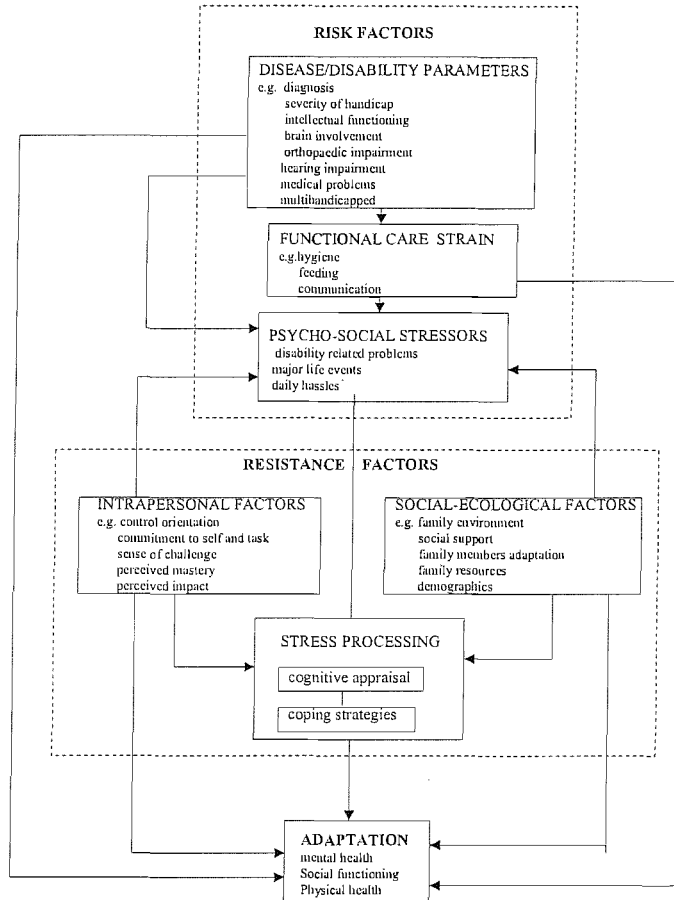 RISK FACTORS
DISEASE/DISABILITY PARAMETERS
e.g. diagnosis
severity of handicap
intellectual functioning
brain involvement
orthopaedic impairment
hearing impairment
medical problems
multihandicapped
FUNCTIONAL CARE STRAIN
e.g.hygiene
feeding
communication
PSYCHO-SOCIAL STRESSORS
disability related problems
major life events
daily hassles
RESISTANCE FACTORS
INTRAPERSONAL FACTORS
e.g. control orientation
commitment to self and task
sense of challenge
perceived mastery
perceived impact
SOCIAL-ECOLOGICAL FACTORS
e.g. family environment
social support
family members adaptation
family resources
demographics
STRESS PROCESSING
cognitive appraisal
coping strategies
ADAPTATION
mental health
Social functioning
Physical health